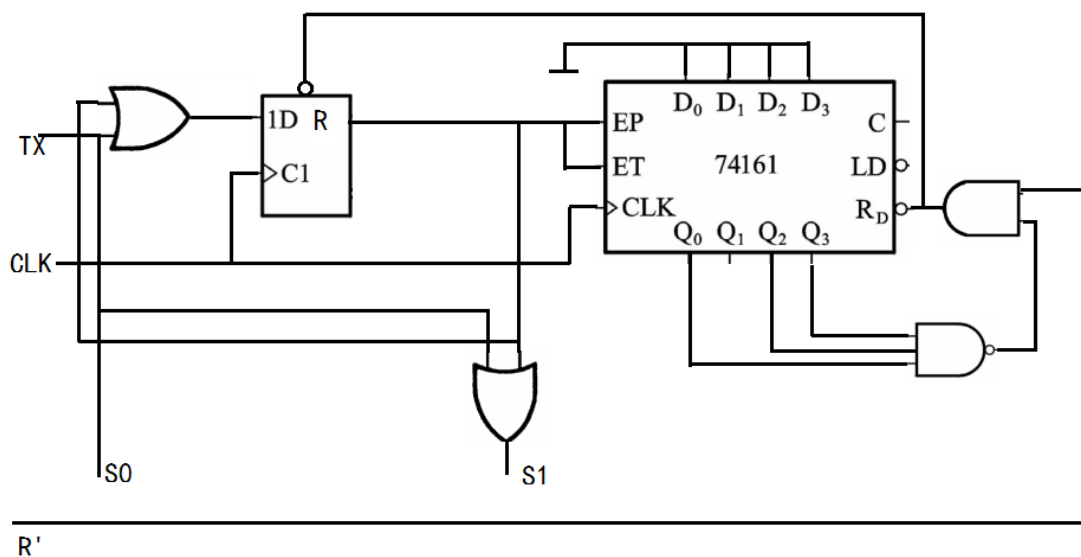 D₀ D₁ D₂ D₃
1D R EP C
TX
ET 74161 LD
C1
CLK R_D
Q₀ Q₁ Q₂ Q₃
CLK
S0 S1
R'